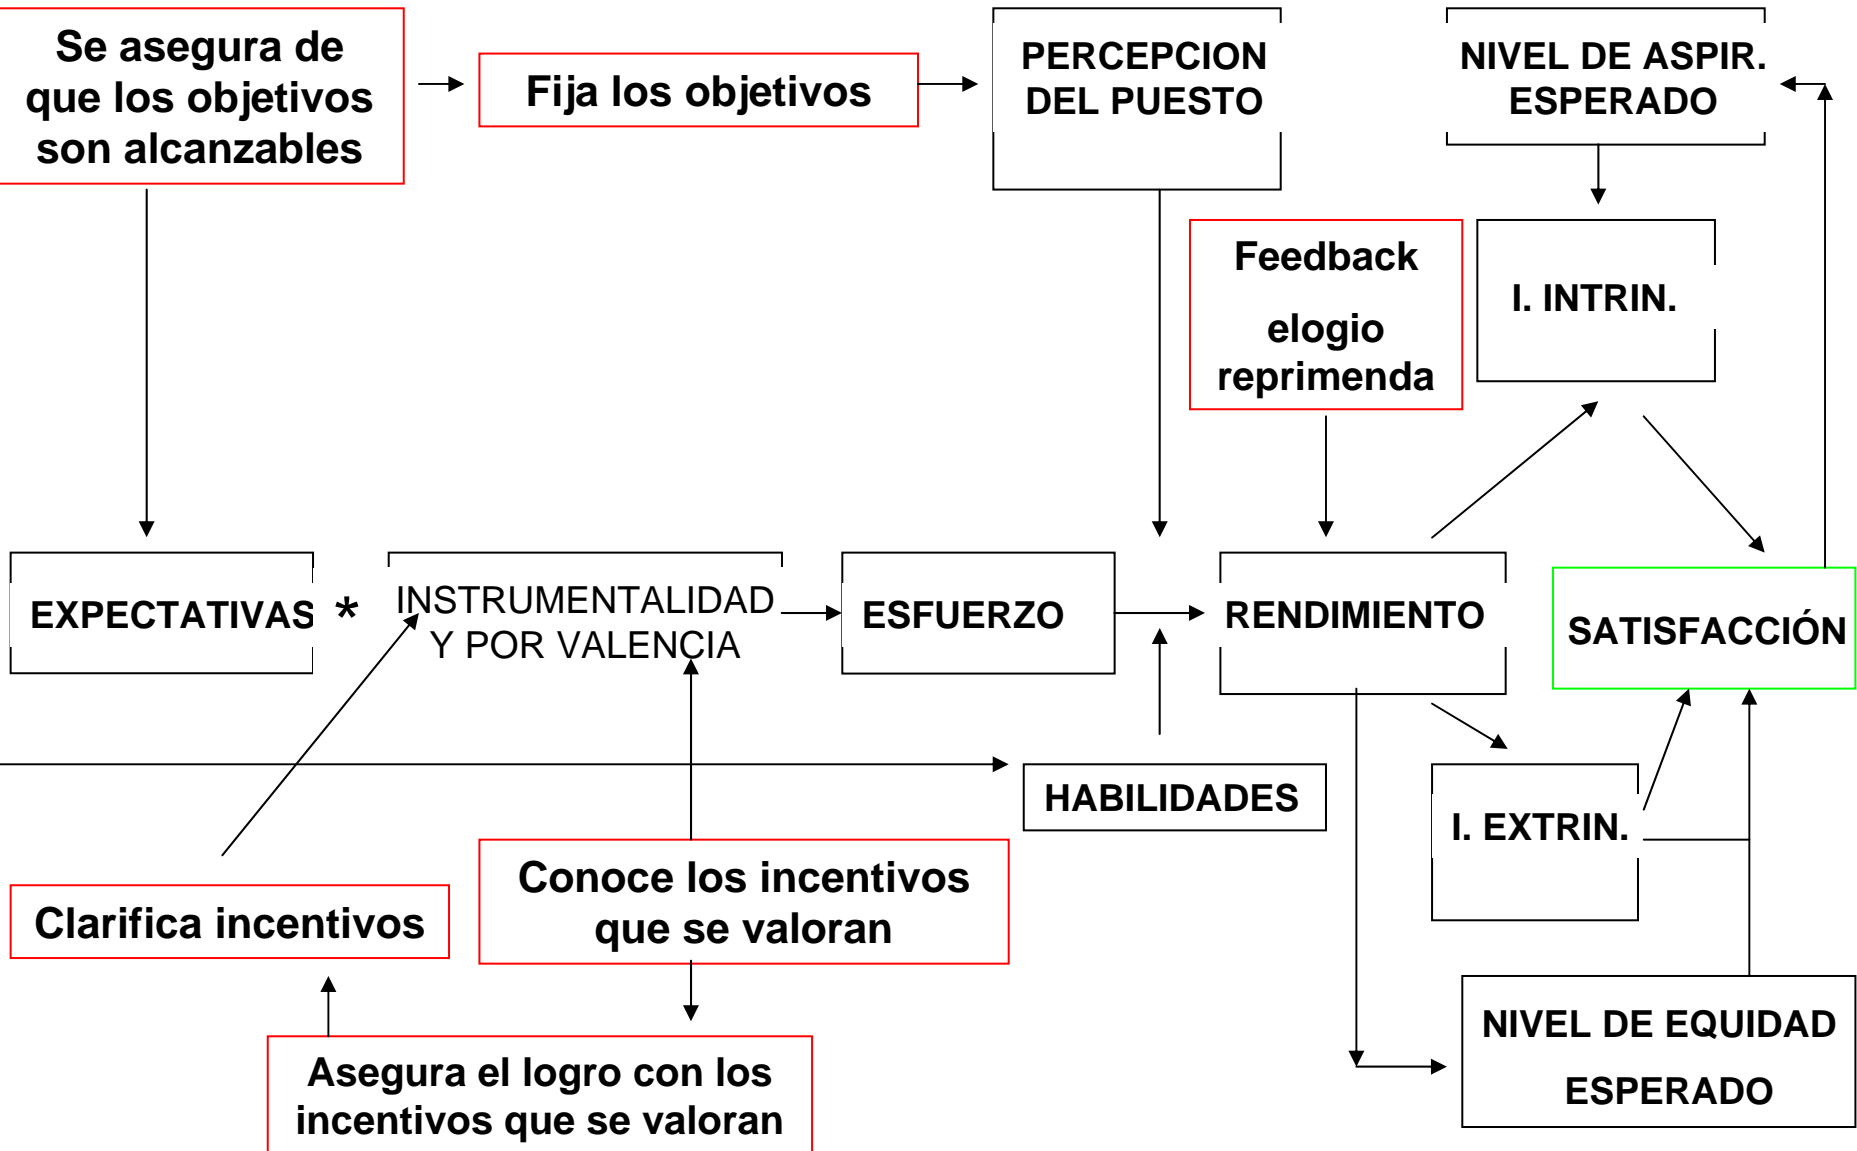 Se asegura de
que los objetivos
son alcanzables
Fija los objetivos
PERCEPCION
DEL PUESTO
NIVEL DE ASPIR.
ESPERADO
Feedback
elogio
reprimenda
I. INTRIN.
EXPECTATIVAS
*
INSTRUMENTALIDAD
Y POR VALENCIA
ESFUERZO
RENDIMIENTO
SATISFACCIÓN
HABILIDADES
I. EXTRIN.
Clarifica incentivos
Conoce los incentivos
que se valoran
Asegura el logro con los
incentivos que se valoran
NIVEL DE EQUIDAD
ESPERADO